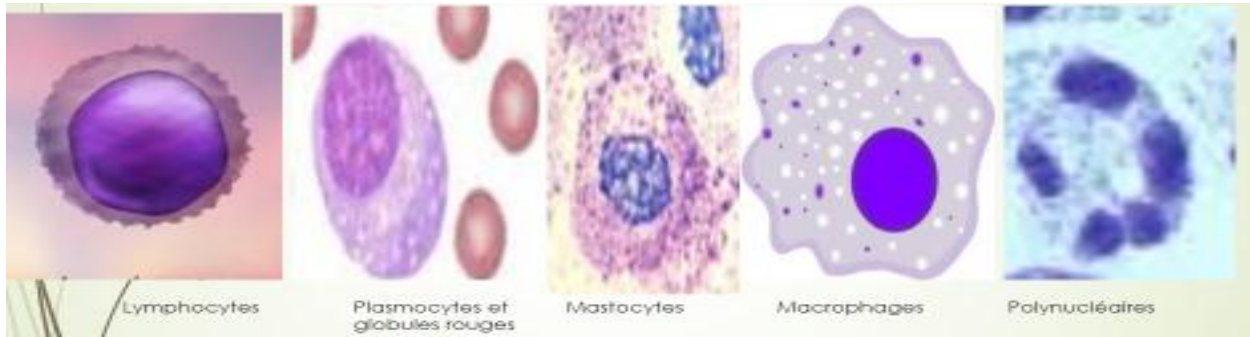 Lymphocytes
Plasmocytes et
globules rouges
Mastocytes
Macrophages
Polynucléaires